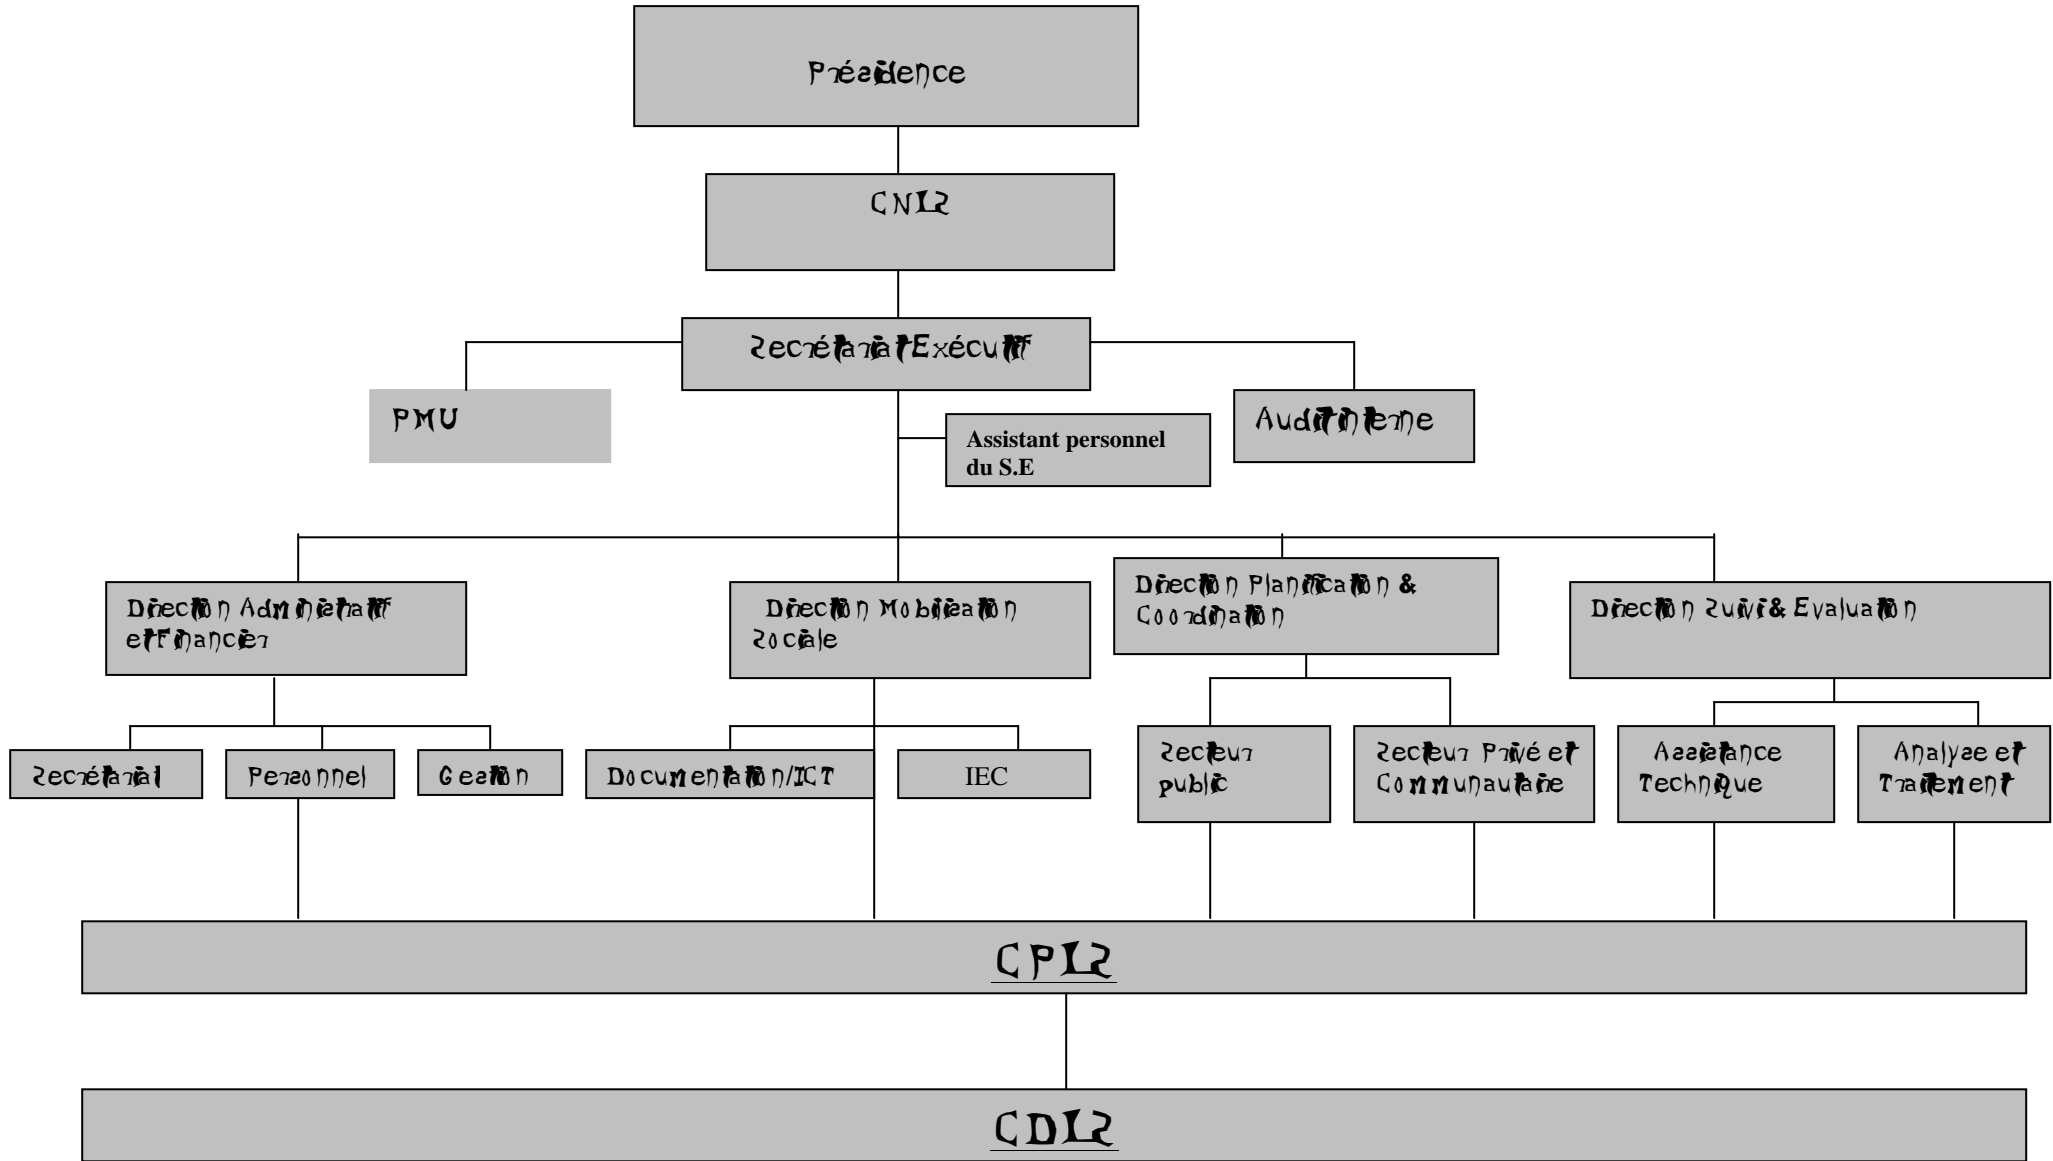 Présidence
CNLS
Secrétariat Exécutif
PMU
Audit interne
Assistant personnel
du S.E
Direction Administratif
et Financier
Direction Mobilisation
Sociale
Direction Planification &
Coordination
Direction Suivi & Evaluation
Secrétariat
Personnel
Gestion
Documentation/ICT
IEC
Secteur
public
Secteur Privé et
Communautaire
Assistance
Technique
Analyse et
Traitement
CPLS
CDLS